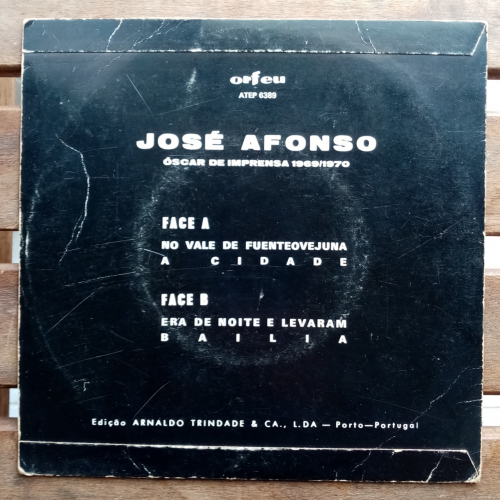 orfeu
ATEP 6389
JOSÉ AFONSO
ÓSCAR DE IMPRENSA 1969/1970
FACE A
NO VALE DE FUENTEOVEJUNA
A CIDADE
FACE B
ERA DE NOITE E LEVARAM
BAILIA
Edição ARNALDO TRINDADE & CA., L.DA — Porto—Portugal